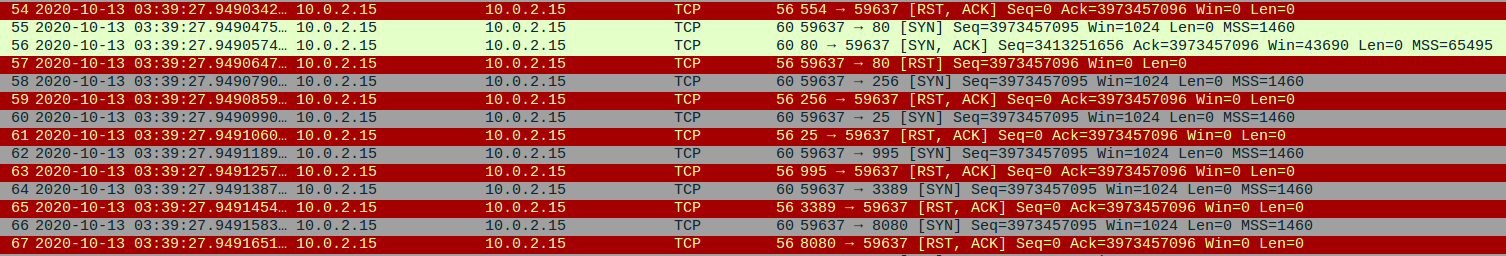 54 2020-10-13 03:39:27.9490342… 10.0.2.15 10.0.2.15 TCP 56 554 → 59637 [RST, ACK] Seq=0 Ack=3973457096 Win=0 Len=0
55 2020-10-13 03:39:27.9490475… 10.0.2.15 10.0.2.15 TCP 60 59637 → 80 [SYN] Seq=3973457095 Win=1024 Len=0 MSS=1460
56 2020-10-13 03:39:27.9490574… 10.0.2.15 10.0.2.15 TCP 60 80 → 59637 [SYN, ACK] Seq=3413251656 Ack=3973457096 Win=43690 Len=0 MSS=65495
57 2020-10-13 03:39:27.9490647… 10.0.2.15 10.0.2.15 TCP 56 59637 → 80 [RST] Seq=3973457096 Win=0 Len=0
58 2020-10-13 03:39:27.9490790… 10.0.2.15 10.0.2.15 TCP 60 59637 → 256 [SYN] Seq=3973457095 Win=1024 Len=0 MSS=1460
59 2020-10-13 03:39:27.9490859… 10.0.2.15 10.0.2.15 TCP 56 256 → 59637 [RST, ACK] Seq=0 Ack=3973457096 Win=0 Len=0
60 2020-10-13 03:39:27.9490990… 10.0.2.15 10.0.2.15 TCP 60 59637 → 25 [SYN] Seq=3973457095 Win=1024 Len=0 MSS=1460
61 2020-10-13 03:39:27.9491060… 10.0.2.15 10.0.2.15 TCP 56 25 → 59637 [RST, ACK] Seq=0 Ack=3973457096 Win=0 Len=0
62 2020-10-13 03:39:27.9491189… 10.0.2.15 10.0.2.15 TCP 60 59637 → 995 [SYN] Seq=3973457095 Win=1024 Len=0 MSS=1460
63 2020-10-13 03:39:27.9491257… 10.0.2.15 10.0.2.15 TCP 56 995 → 59637 [RST, ACK] Seq=0 Ack=3973457096 Win=0 Len=0
64 2020-10-13 03:39:27.9491387… 10.0.2.15 10.0.2.15 TCP 60 59637 → 3389 [SYN] Seq=3973457095 Win=1024 Len=0 MSS=1460
65 2020-10-13 03:39:27.9491454… 10.0.2.15 10.0.2.15 TCP 56 3389 → 59637 [RST, ACK] Seq=0 Ack=3973457096 Win=0 Len=0
66 2020-10-13 03:39:27.9491583… 10.0.2.15 10.0.2.15 TCP 60 59637 → 8080 [SYN] Seq=3973457095 Win=1024 Len=0 MSS=1460
67 2020-10-13 03:39:27.9491651… 10.0.2.15 10.0.2.15 TCP 56 8080 → 59637 [RST, ACK] Seq=0 Ack=3973457096 Win=0 Len=0